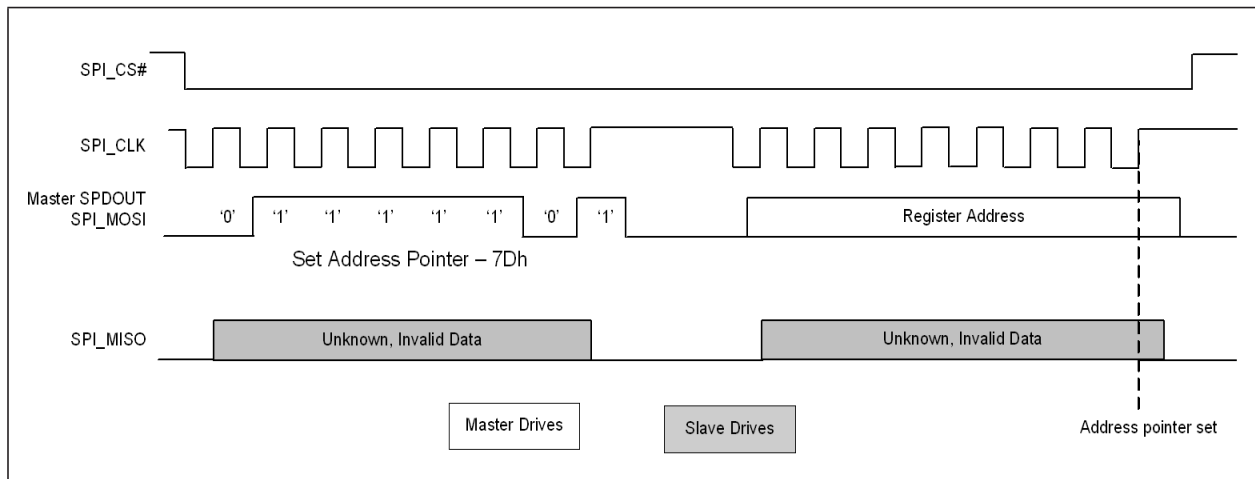 SPI_CS#
SPI_CLK
Master SPDOUT
SPI_MOSI
‘0’ ‘1’ ‘1’ ‘1’ ‘1’ ‘1’ ‘0’ ‘1’
Register Address
Set Address Pointer – 7Dh
SPI_MISO
Unknown, Invalid Data
Unknown, Invalid Data
Master Drives
Slave Drives
Address pointer set